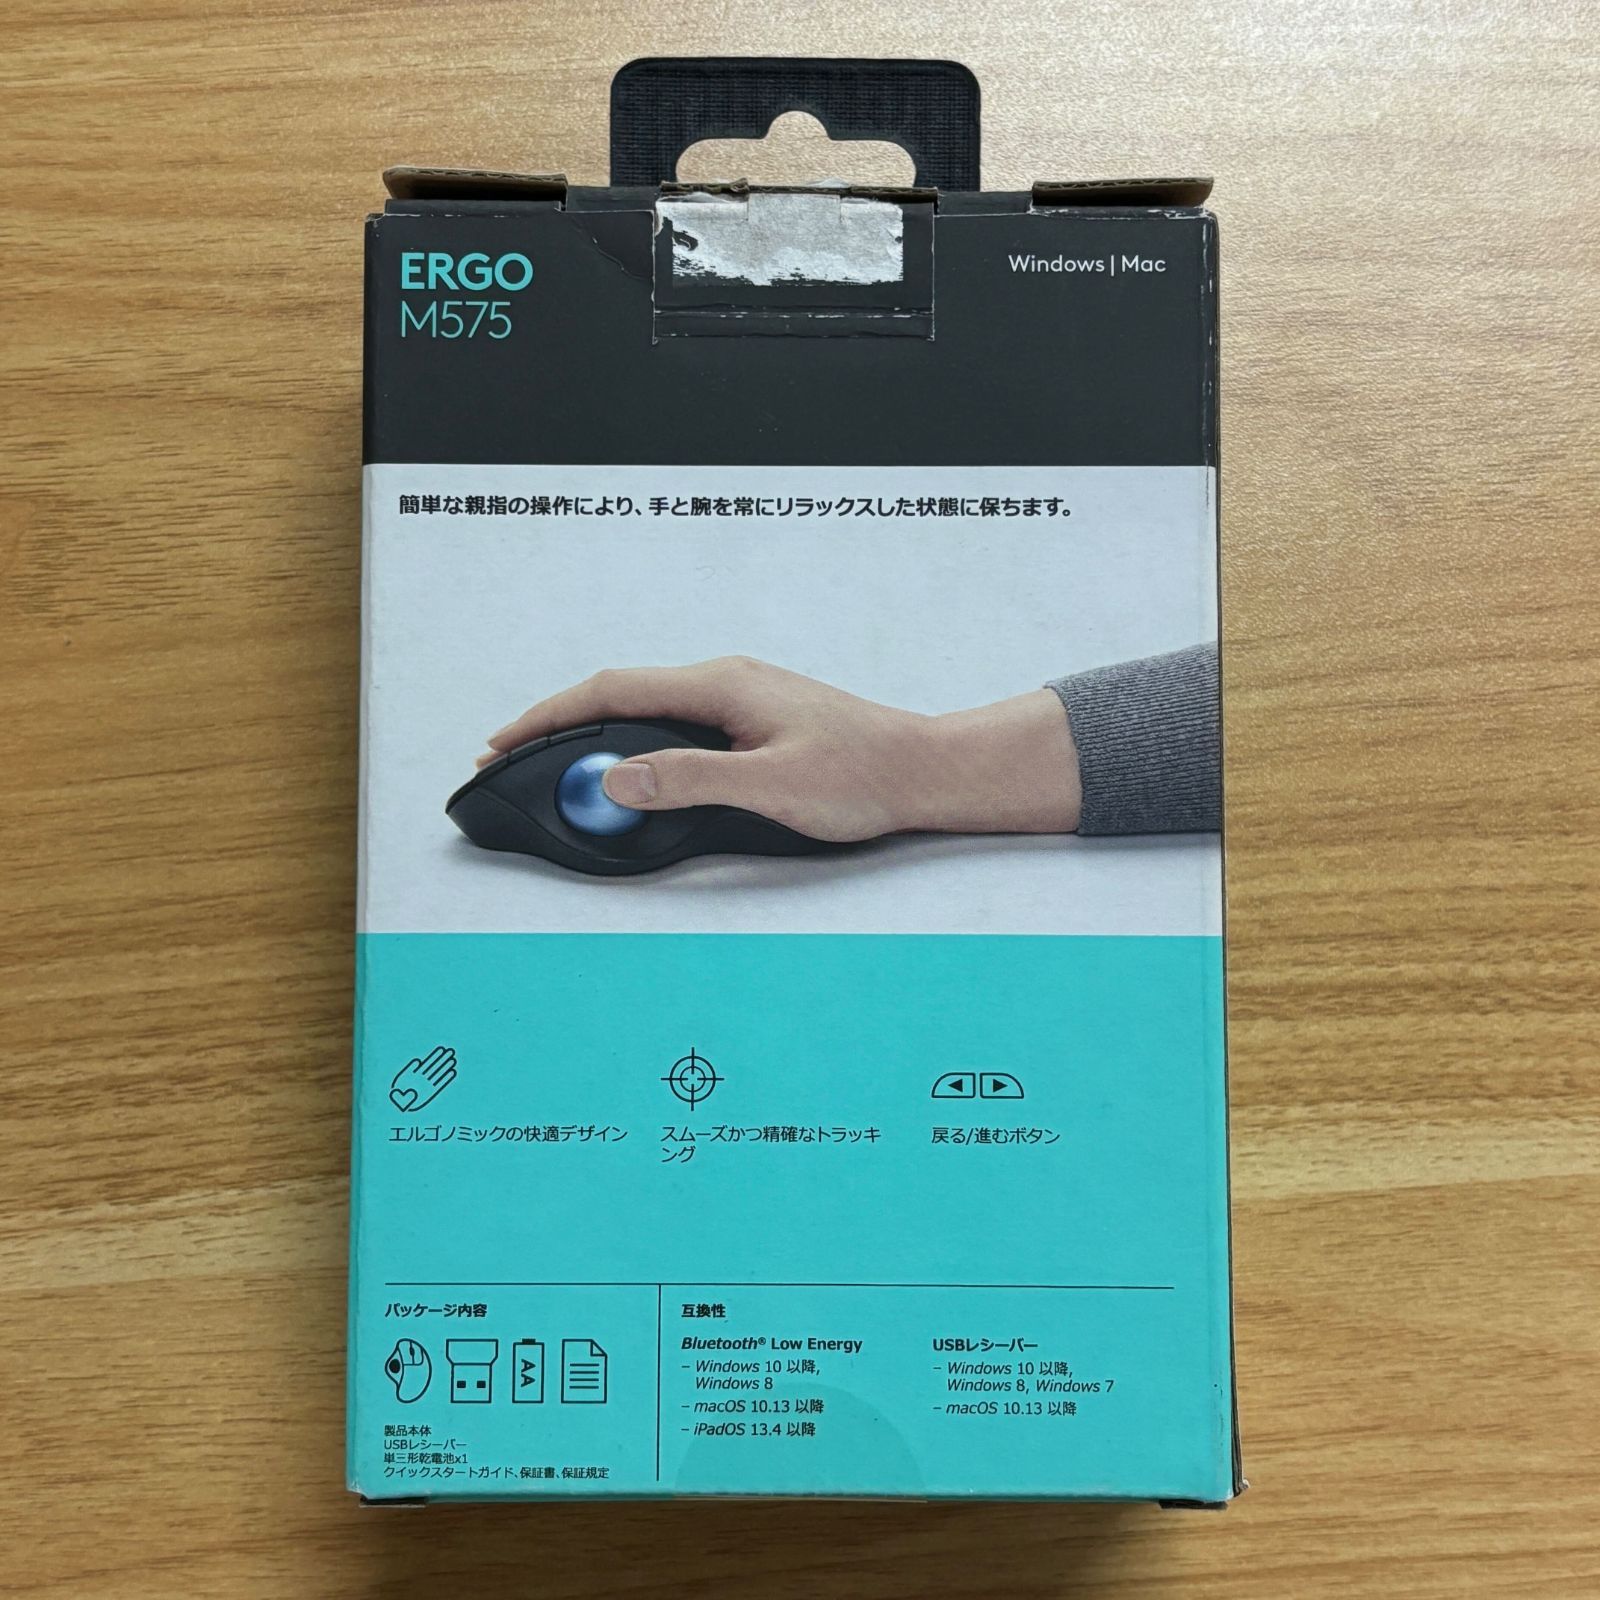 ERGO
M575
Windows | Mac
簡単な親指の操作により、手と腕を常にリラックスした状態に保ちます。
エルゴノミックの快適デザイン
スムーズかつ精確なトラッキ
ング
戻る/進むボタン
パッケージ内容
AA
製品本体
USBレシーバー
単三形乾電池x1
クイックスタートガイド、保証書、保証規定
互換性
Bluetooth® Low Energy
– Windows 10 以降,
Windows 8
– macOS 10.13 以降
– iPadOS 13.4 以降
USBレシーバー
– Windows 10 以降,
Windows 8, Windows 7
– macOS 10.13 以降